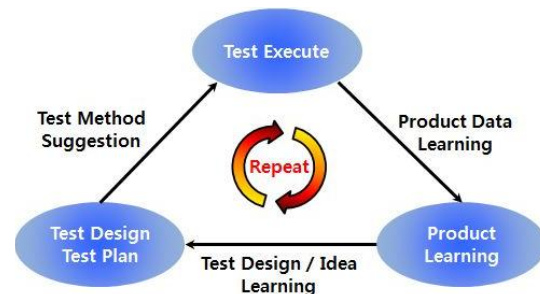 Test Execute
Test Method
Suggestion
Product Data
Learning
Repeat
Test Design
Test Plan
Product
Learning
Test Design / Idea
Learning